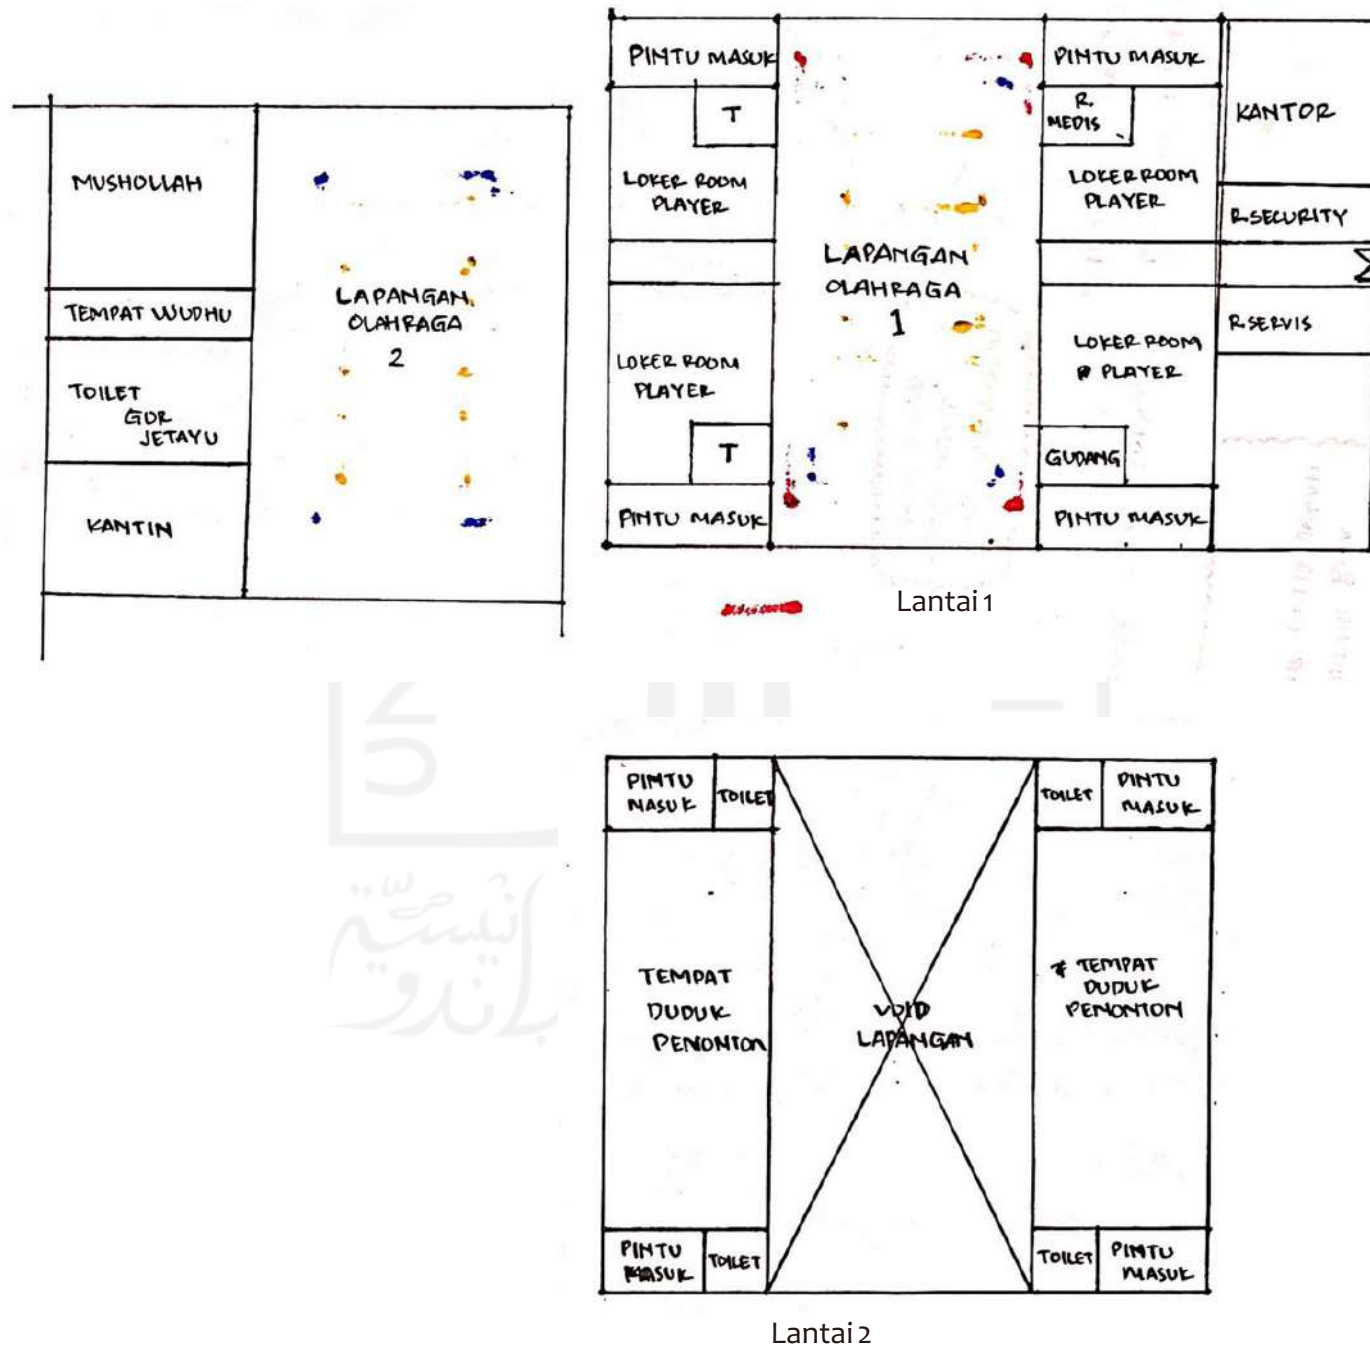 MUSHOLLAH
TEMPAT WUDHU
TOILET
GOR
JETAYU
KANTIN
LAPANGAN
OLAHRAGA
2
PINTU MASUK
T
LOKER ROOM
PLAYER
LOKER ROOM
PLAYER
T
PINTU MASUK
LAPANGAN
OLAHRAGA
1
PINTU MASUK
R.
MEDIS
LOKER ROOM
PLAYER
LOKER ROOM
PLAYER
GUDANG
PINTU MASUK
KANTOR
R.SECURITY
R.SERVIS
Lantai 1
PINTU
MASUK
TOILET
TEMPAT
DUDUK
PENONTON
PINTU
MASUK
TOILET
VOID
LAPANGAN
TOILET
PINTU
MASUK
TEMPAT
DUDUK
PENONTON
TOILET
PINTU
MASUK
Lantai 2